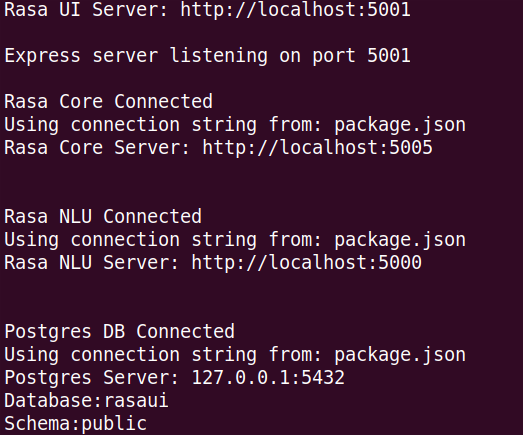 Rasa UI Server: http://localhost:5001
Express server listening on port 5001
Rasa Core Connected
Using connection string from: package.json
Rasa Core Server: http://localhost:5005
Rasa NLU Connected
Using connection string from: package.json
Rasa NLU Server: http://localhost:5000
Postgres DB Connected
Using connection string from: package.json
Postgres Server: 127.0.0.1:5432
Database:rasaui
Schema:public